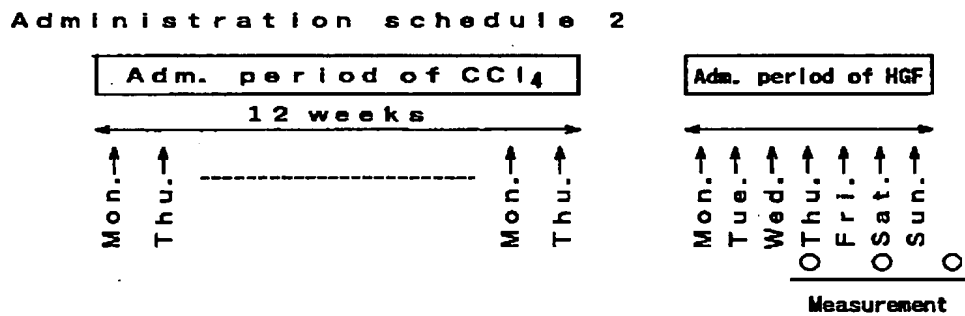 Administration schedule 2
Adm. period of CCl4 Adm. period of HGF
12 weeks
Mon. Thu. Mon. Thu. Mon. Tue. Wed. Thu. Fri. Sat. Sun.
Measurement